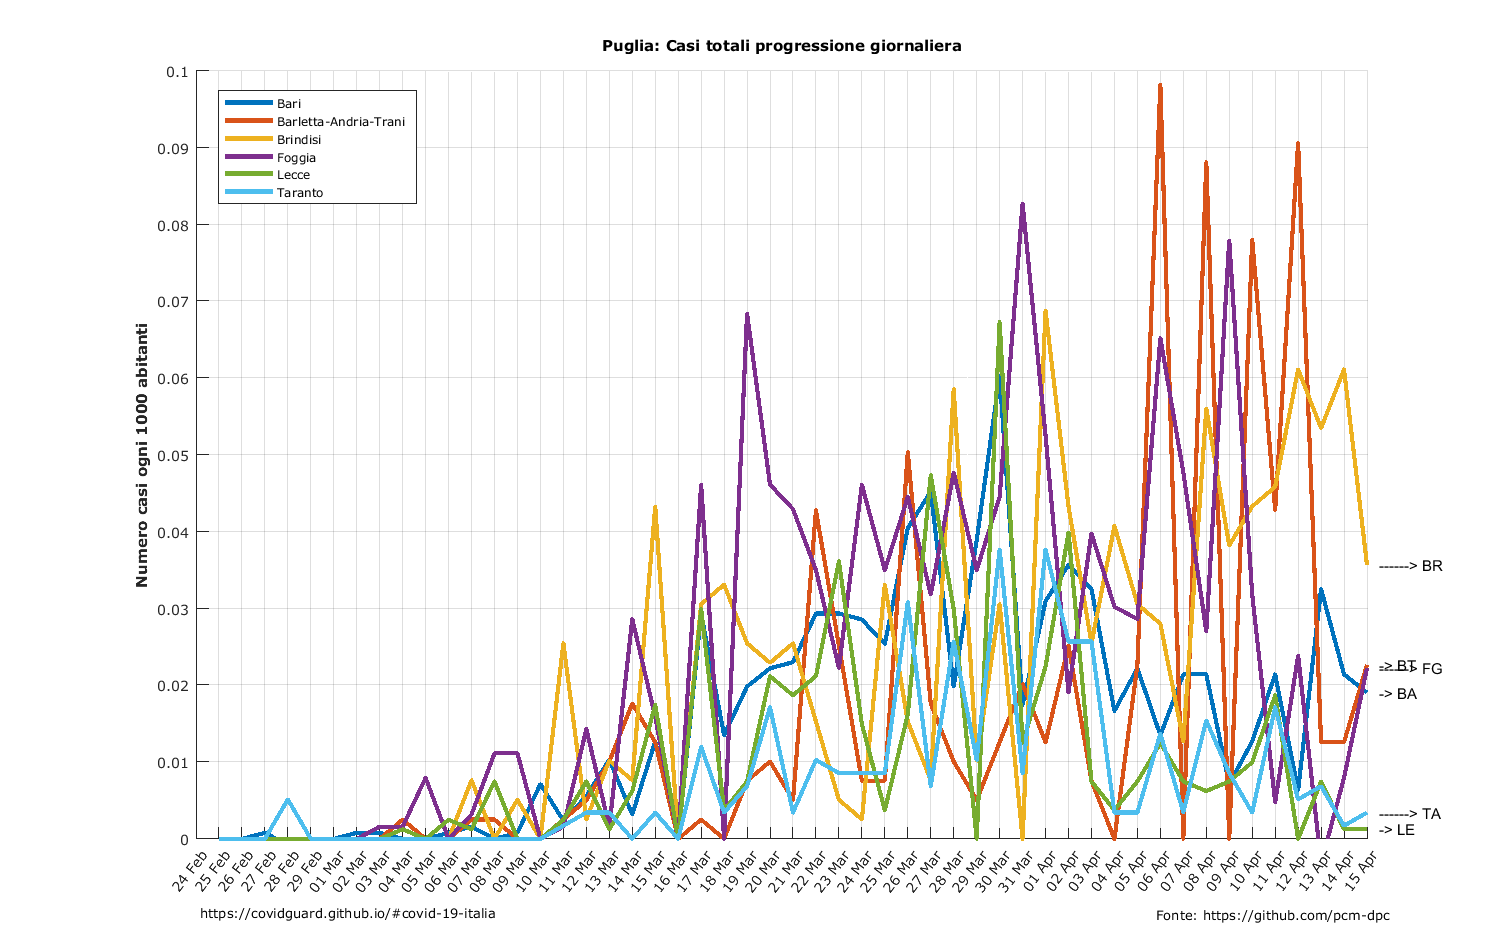 Puglia: Casi totali progressione giornaliera
0.1
0.09
0.08
0.07
0.06
0.05
0.04
0.03
0.02
0.01
0
Numero casi ogni 1000 abitanti
Bari
Barletta-Andria-Trani
Brindisi
Foggia
Lecce
Taranto
------> BR
-> BT
------> FG
-> BA
------> TA
-> LE
24 Feb
25 Feb
26 Feb
27 Feb
28 Feb
29 Feb
01 Mar
02 Mar
03 Mar
04 Mar
05 Mar
06 Mar
07 Mar
08 Mar
09 Mar
10 Mar
11 Mar
12 Mar
13 Mar
14 Mar
15 Mar
16 Mar
17 Mar
18 Mar
19 Mar
20 Mar
21 Mar
22 Mar
23 Mar
24 Mar
25 Mar
26 Mar
27 Mar
28 Mar
29 Mar
30 Mar
31 Mar
01 Apr
02 Apr
03 Apr
04 Apr
05 Apr
06 Apr
07 Apr
08 Apr
09 Apr
10 Apr
11 Apr
12 Apr
13 Apr
14 Apr
15 Apr
https://covidguard.github.io/#covid-19-italia
Fonte: https://github.com/pcm-dpc